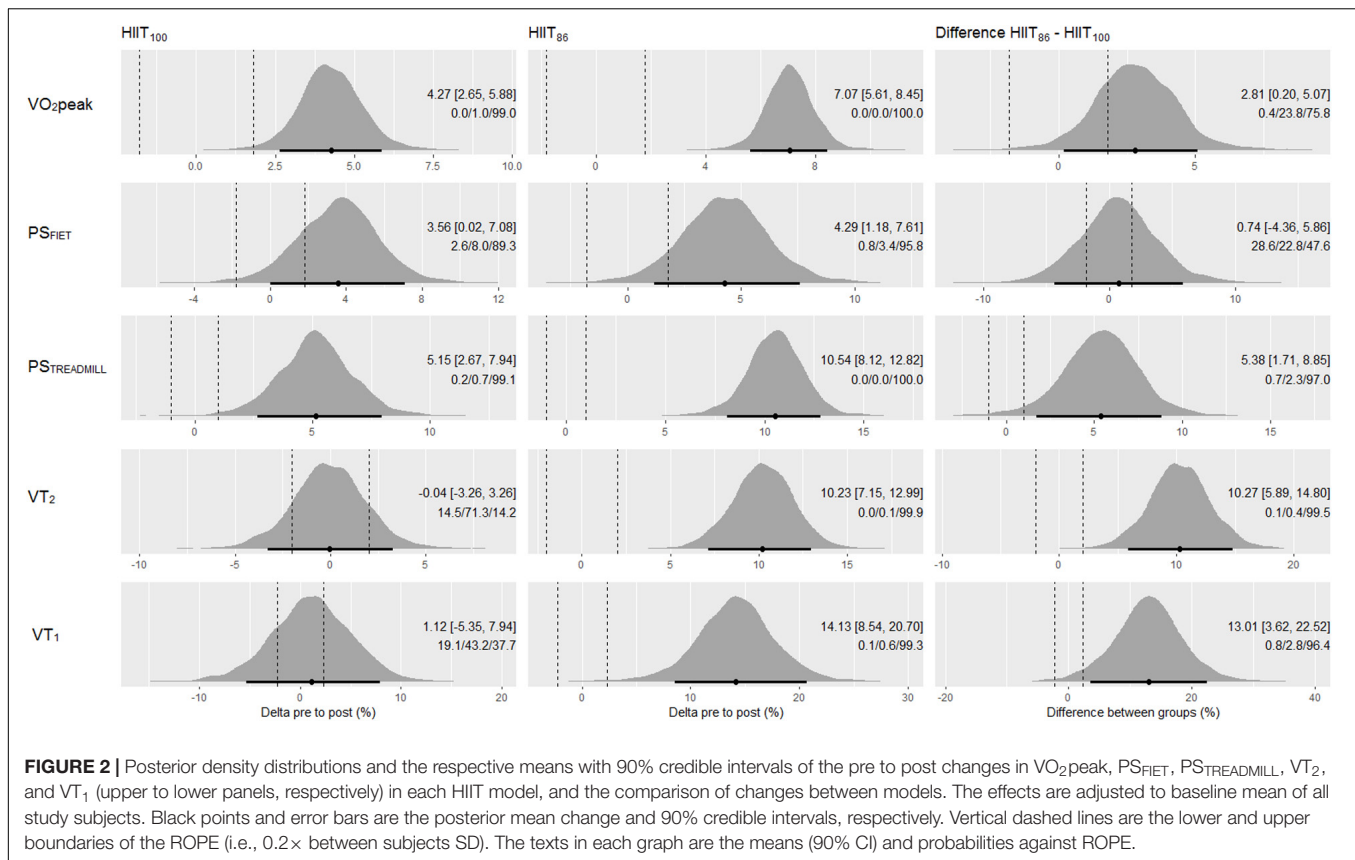 HIIT100 HIIT86 Difference HIIT86 - HIIT100
VO2peak
4.27 [2.65, 5.88]
0.0/1.0/99.0
0.0 2.5 5.0 7.5 10.0
7.07 [5.61, 8.45]
0.0/0.0/100.0
0 4 8
2.81 [0.20, 5.07]
0.4/23.8/75.8
0 5
PSFIET
3.56 [0.02, 7.08]
2.6/8.0/89.3
-4 0 4 8 12
4.29 [1.18, 7.61]
0.8/3.4/95.8
0 5 10
0.74 [-4.36, 5.86]
28.6/22.8/47.6
-10 0 10
PSTREADMILL
5.15 [2.67, 7.94]
0.2/0.7/99.1
0 5 10
10.54 [8.12, 12.82]
0.0/0.0/100.0
0 5 10 15
5.38 [1.71, 8.85]
0.7/2.3/97.0
0 5 10 15
VT2
-0.04 [-3.26, 3.26]
14.5/71.3/14.2
-10 -5 0 5
10.23 [7.15, 12.99]
0.0/0.1/99.9
0 5 10 15
10.27 [5.89, 14.80]
0.1/0.4/99.5
0 10 20
VT1
1.12 [-5.35, 7.94]
19.1/43.2/37.7
-10 0 10 20
14.13 [8.54, 20.70]
0.1/0.6/99.3
0 10 20 30
13.01 [3.62, 22.52]
0.8/2.8/96.4
-20 0 20 40
Delta pre to post (%) Delta pre to post (%) Difference between groups (%)
FIGURE 2 | Posterior density distributions and the respective means with 90% credible intervals of the pre to post changes in VO2peak, PSFIET, PSTREADMILL, VT2,
and VT1 (upper to lower panels, respectively) in each HIIT model, and the comparison of changes between models. The effects are adjusted to baseline mean of all
study subjects. Black points and error bars are the posterior mean change and 90% credible intervals, respectively. Vertical dashed lines are the lower and upper
boundaries of the ROPE (i.e., 0.2× between subjects SD). The texts in each graph are the means (90% CI) and probabilities against ROPE.